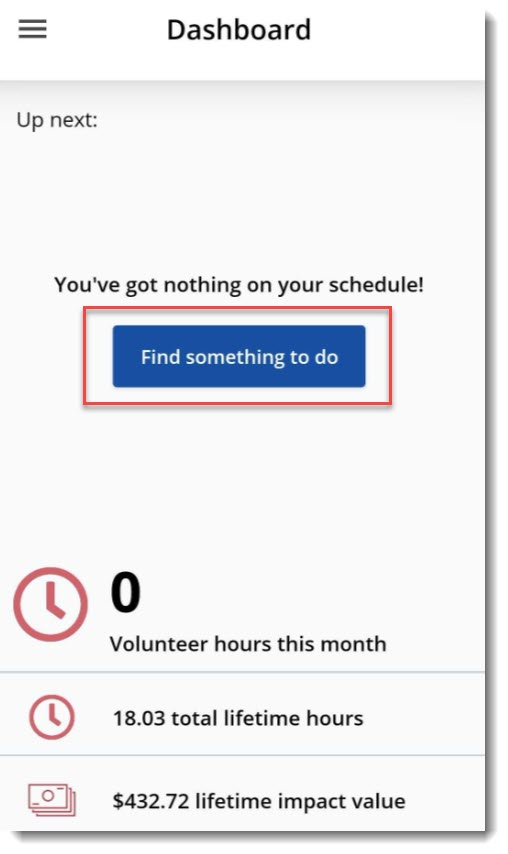 Dashboard
Up next:
You've got nothing on your schedule!
Find something to do
0
Volunteer hours this month
18.03 total lifetime hours
$432.72 lifetime impact value